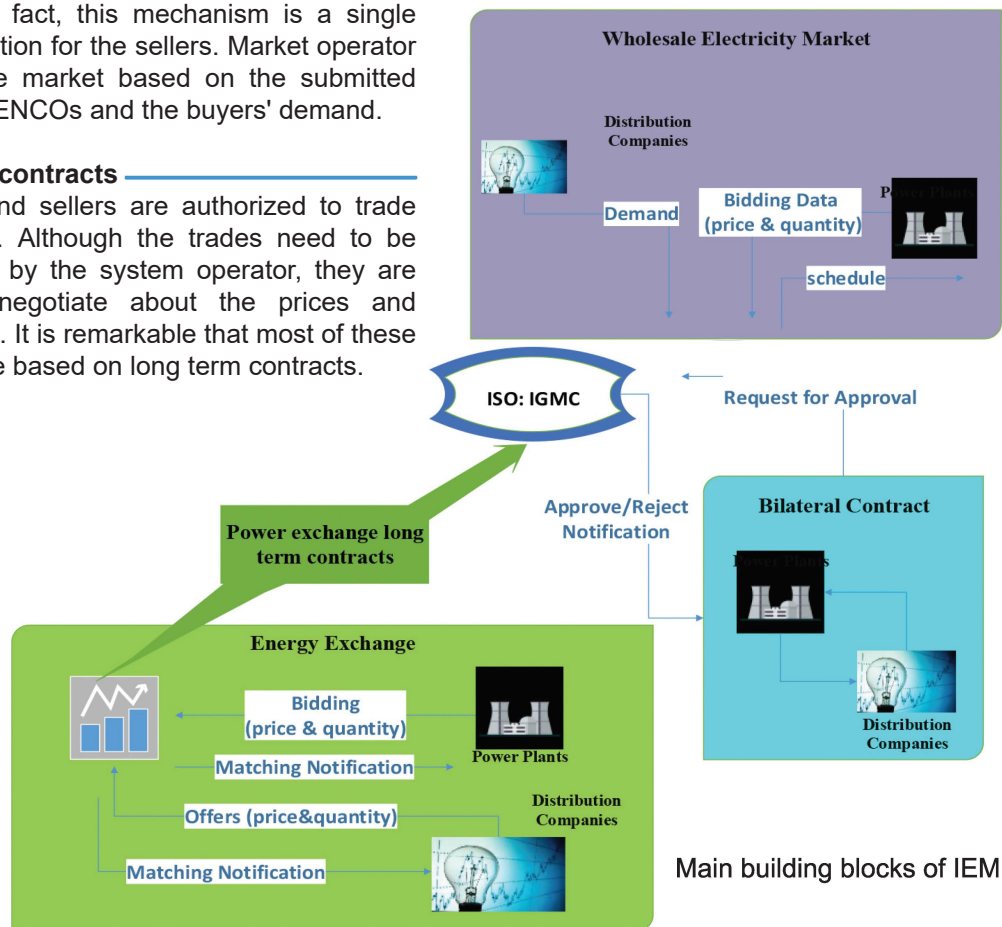 fact, this mechanism is a single
tion for the sellers. Market operator
e market based on the submitted
ENCOs and the buyers' demand.
contracts
nd sellers are authorized to trade
. Although the trades need to be
by the system operator, they are
negotiate about the prices and
. It is remarkable that most of these
e based on long term contracts.
Wholesale Electricity Market
Distribution
Companies
Power Plants
Demand
Bidding Data
(price & quantity)
schedule
ISO: IGMC
Request for Approval
Approve/Reject
Notification
Bilateral Contract
Power Plants
Distribution
Companies
Power exchange long
term contracts
Energy Exchange
Bidding
(price & quantity)
Power Plants
Matching Notification
Offers (price&quantity)
Distribution
Companies
Matching Notification
Main building blocks of IEM